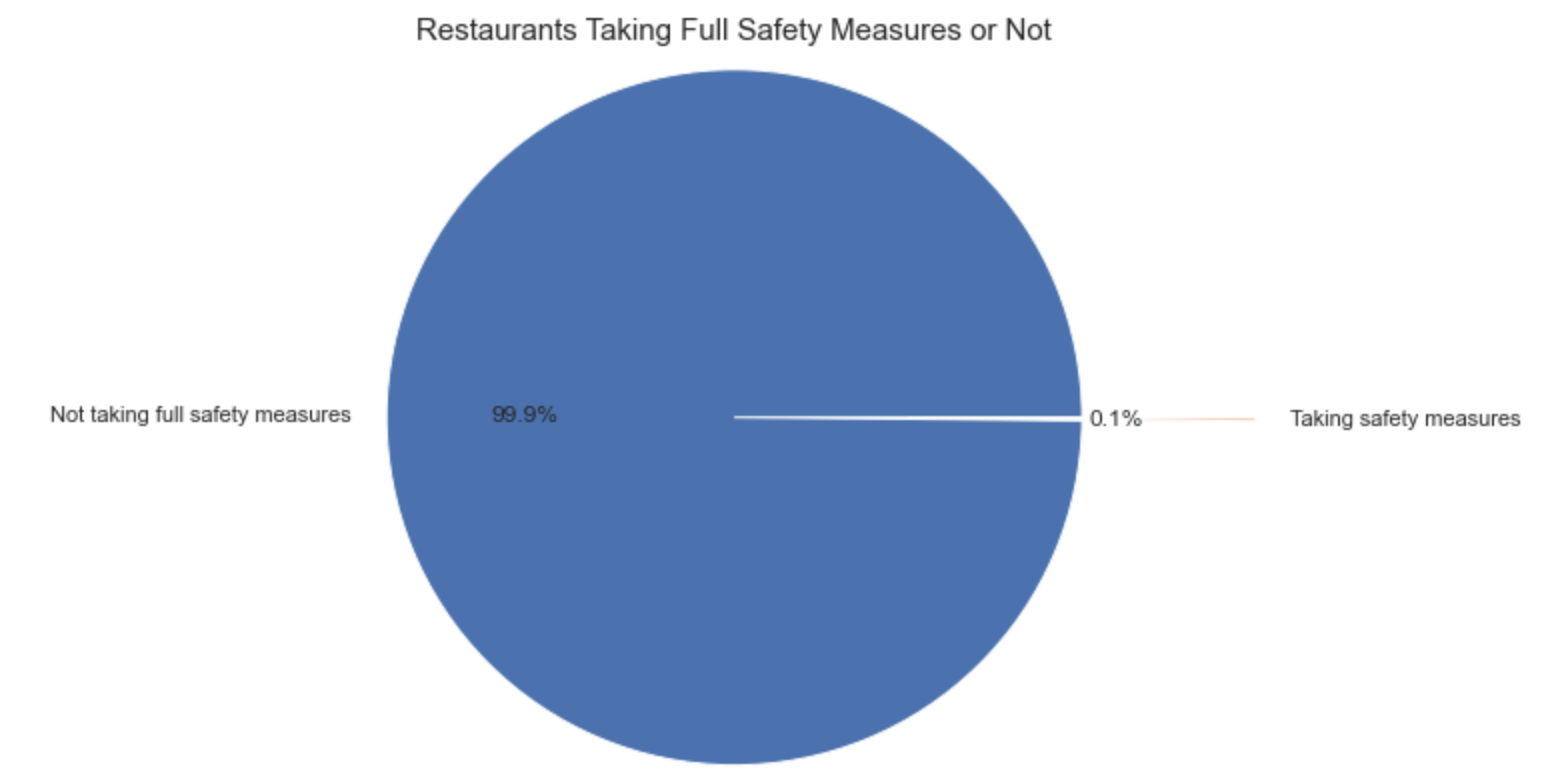 Restaurants Taking Full Safety Measures or Not
Not taking full safety measures
99.9%
0.1%
Taking safety measures